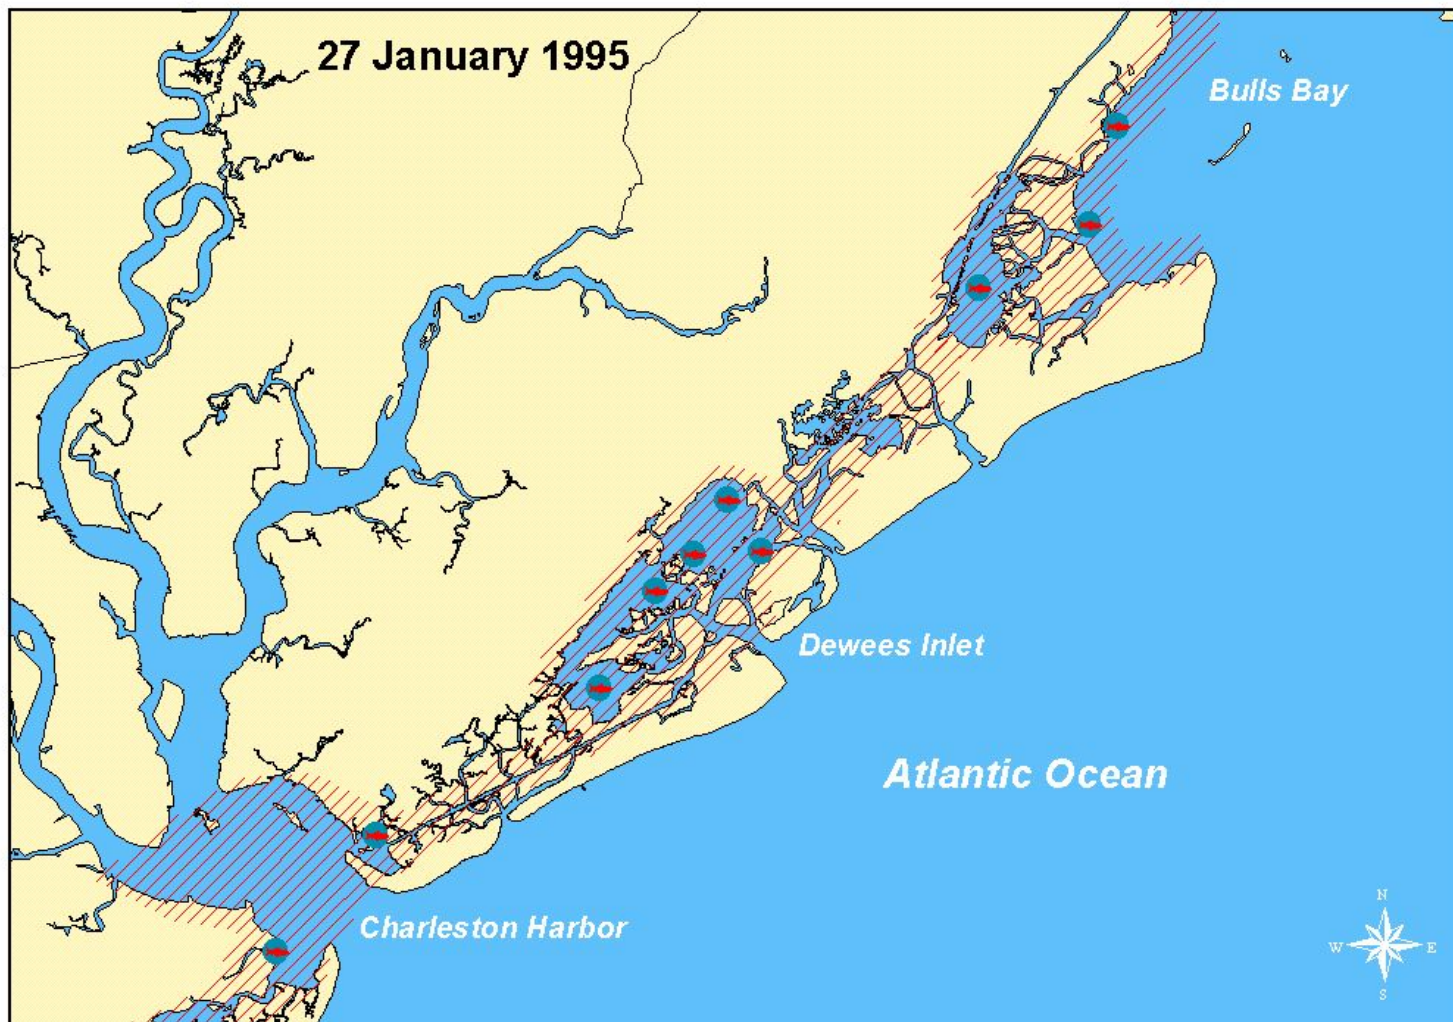 27 January 1995
Bulls Bay
Dewees Inlet
Atlantic Ocean
Charleston Harbor
N
W E
S